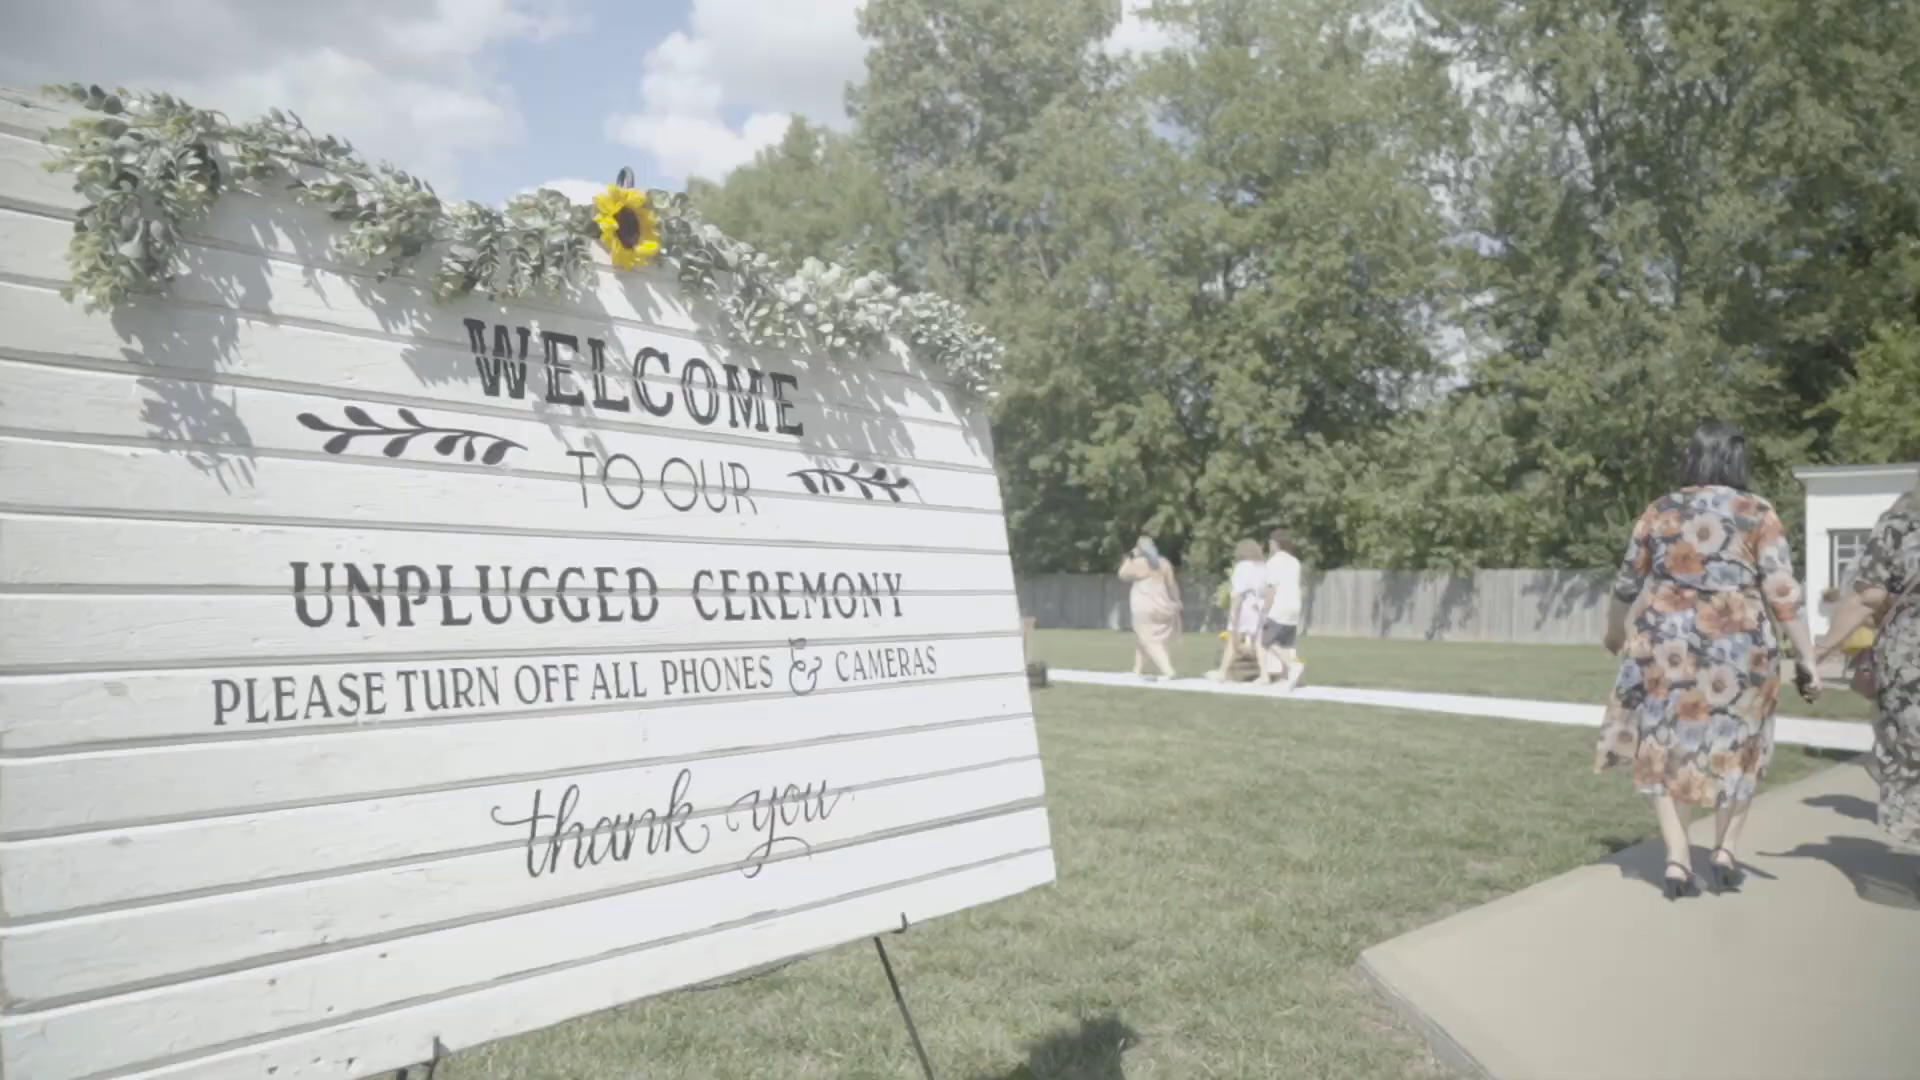 WELCOME
TO OUR
UNPLUGGED CEREMONY
PLEASE TURN OFF ALL PHONES & CAMERAS
thank you